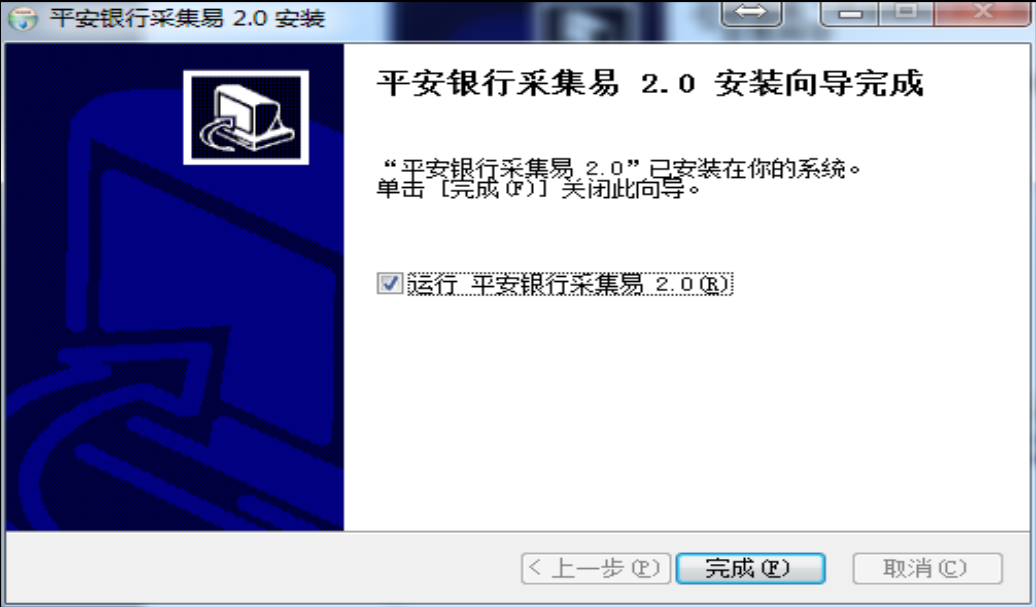 平安银行采集易 2.0 安装
平安银行采集易 2.0 安装向导完成
“平安银行采集易 2.0”已安装在你的系统。
单击 [完成(F)] 关闭此向导。
运行 平安银行采集易 2.0(R)
< 上一步(P)
完成(F)
取消(C)